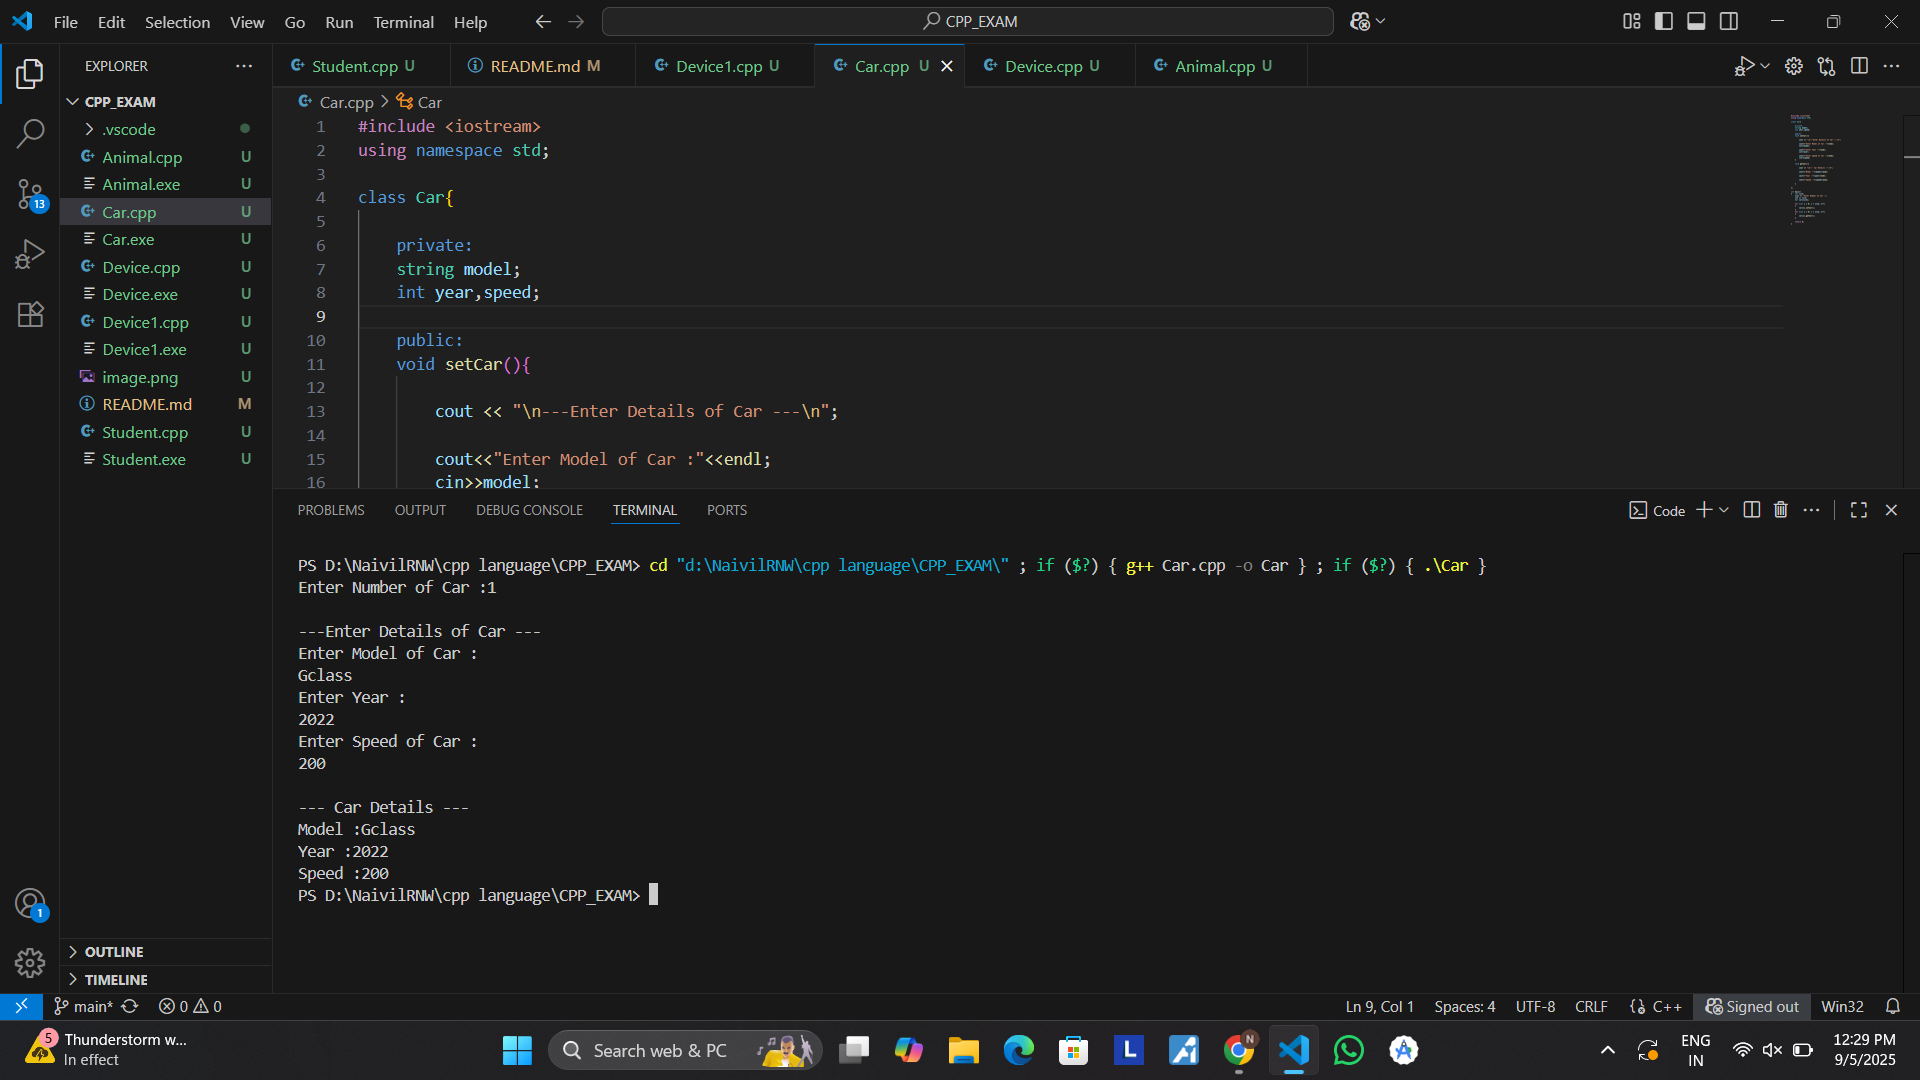 File Edit Selection View Go Run Terminal Help
CPP_EXAM
EXPLORER
Student.cpp U
README.md M
Device1.cpp U
Car.cpp U
Device.cpp U
Animal.cpp U
CPP_EXAM
.vscode
Animal.cpp U
Animal.exe U
Car.cpp U
Car.exe U
Device.cpp U
Device.exe U
Device1.cpp U
Device1.exe U
image.png U
README.md M
Student.cpp U
Student.exe U
OUTLINE
TIMELINE
13
1
Car.cpp > Car
1 #include <iostream>
2 using namespace std;
3
4 class Car{
5
6 private:
7 string model;
8 int year,speed;
9
10 public:
11 void setCar(){
12
13 cout << "\n---Enter Details of Car ---\n";
14
15 cout<<"Enter Model of Car :"<<endl;
16 cin>>model;
PROBLEMS OUTPUT DEBUG CONSOLE TERMINAL PORTS
Code
PS D:\NaivilRNW\cpp language\CPP_EXAM> cd "d:\NaivilRNW\cpp language\CPP_EXAM\" ; if ($?) { g++ Car.cpp -o Car } ; if ($?) { .\Car }
Enter Number of Car :1
---Enter Details of Car ---
Enter Model of Car :
Gclass
Enter Year :
2022
Enter Speed of Car :
200
--- Car Details ---
Model :Gclass
Year :2022
Speed :200
PS D:\NaivilRNW\cpp language\CPP_EXAM>
main* 0 0
Ln 9, Col 1 Spaces: 4 UTF-8 CRLF C++ Signed out Win32
5
Thunderstorm w...
In effect
Search web & PC
L
N
ENG
IN
12:29 PM
9/5/2025